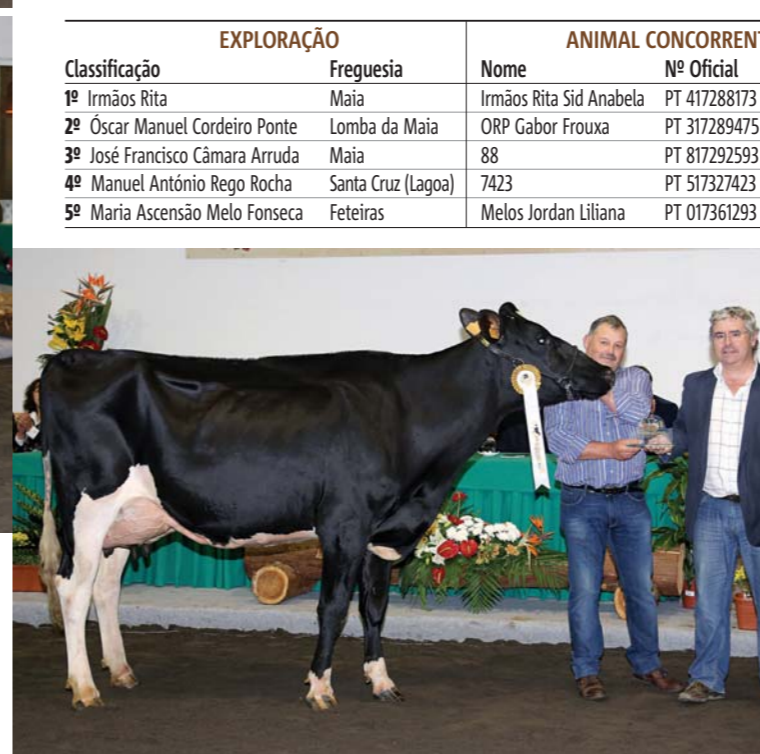 EXPLORAÇÃO ANIMAL CONCORRENT
Classificação Freguesia Nome Nº Oficial
1º Irmãos Rita Maia Irmãos Rita Sid Anabela PT 417288173
2º Óscar Manuel Cordeiro Ponte Lomba da Maia ORP Gabor Frouxa PT 317289475
3º José Francisco Câmara Arruda Maia 88 PT 817292593
4º Manuel António Rego Rocha Santa Cruz (Lagoa) 7423 PT 517327423
5º Maria Ascensão Melo Fonseca Feteiras Melos Jordan Liliana PT 017361293